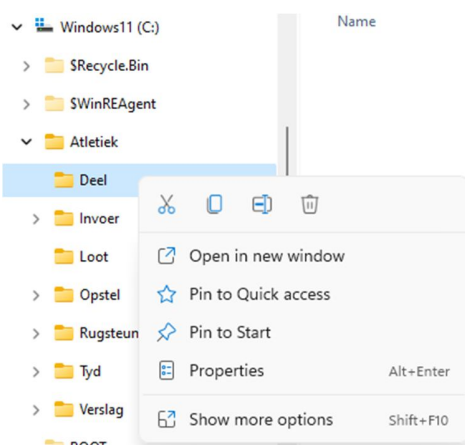 Windows11 (C:)
Name
$Recycle.Bin
$WinREAgent
Atletiek
Deel
Invoer
Open in new window
Loot
Pin to Quick access
Opstel
Pin to Start
Rugsteun
Properties Alt+Enter
Tyd
Verslag
Show more options Shift+F10